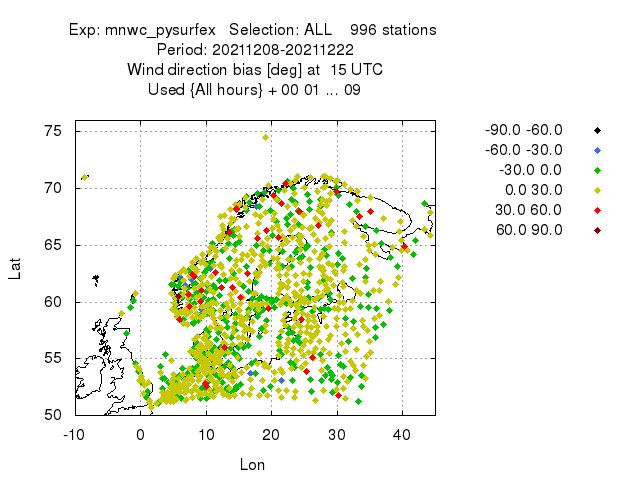 Exp: mnwc_pysurfex   Selection: ALL    996 stations
Period: 20211208-20211222
Wind direction bias [deg] at  15 UTC
Used {All hours} + 00 01 ... 09
-90.0 -60.0
-60.0 -30.0
-30.0 0.0
0.0 30.0
30.0 60.0
60.0 90.0
75
70
65
60
55
50
Lat
-10 0 10 20 30 40
Lon